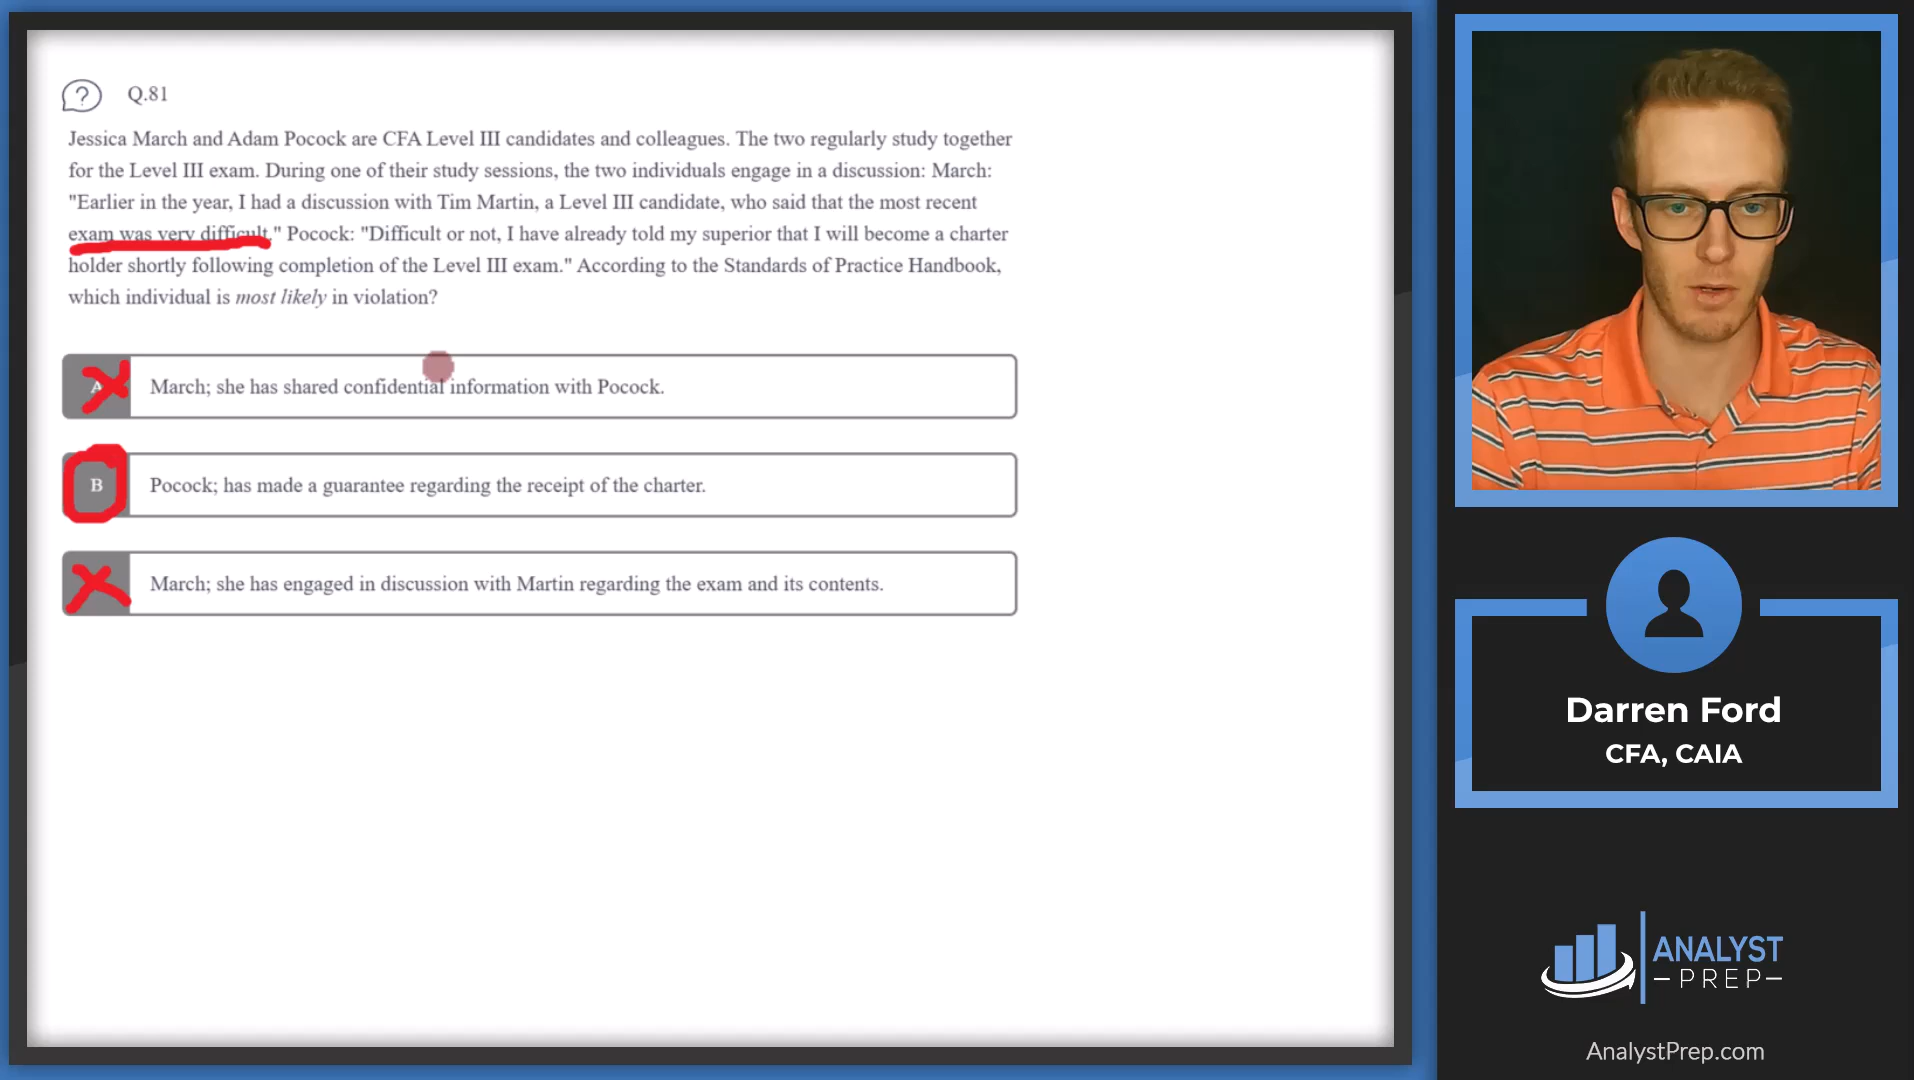 ?
Q.81
Jessica March and Adam Pocock are CFA Level III candidates and colleagues. The two regularly study together
for the Level III exam. During one of their study sessions, the two individuals engage in a discussion: March:
"Earlier in the year, I had a discussion with Tim Martin, a Level III candidate, who said that the most recent
exam was very difficult." Pocock: "Difficult or not, I have already told my superior that I will become a charter
holder shortly following completion of the Level III exam." According to the Standards of Practice Handbook,
which individual is most likely in violation?
A March; she has shared confidential information with Pocock.
B Pocock; has made a guarantee regarding the receipt of the charter.
March; she has engaged in discussion with Martin regarding the exam and its contents.
Darren Ford
CFA, CAIA
ANALYST
PREP
AnalystPrep.com